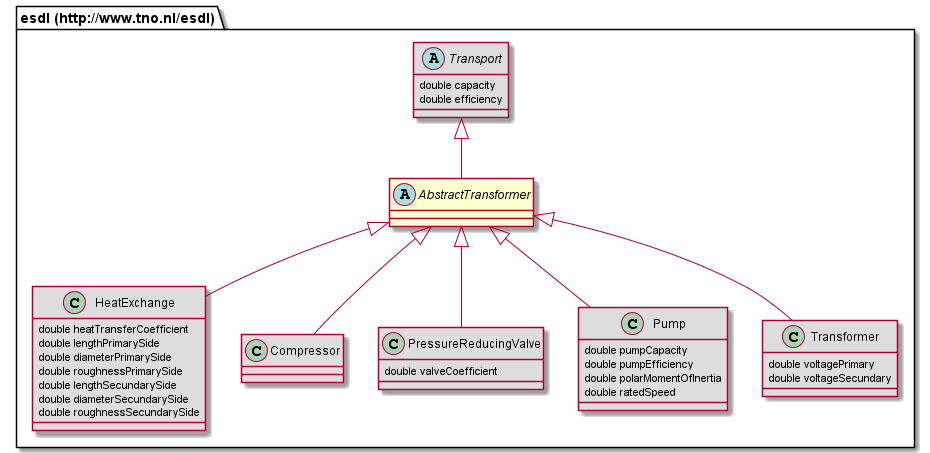 esdl (http://www.tno.nl/esdl)
A Transport
double capacity
double efficiency
A AbstractTransformer
C HeatExchange
double heatTransferCoefficient
double lengthPrimarySide
double diameterPrimarySide
double roughnessPrimarySide
double lengthSecundarySide
double diameterSecundarySide
double roughnessSecundarySide
C Compressor
C PressureReducingValve
double valveCoefficient
C Pump
double pumpCapacity
double pumpEfficiency
double polarMomentOfInertia
double ratedSpeed
C Transformer
double voltagePrimary
double voltageSecundary